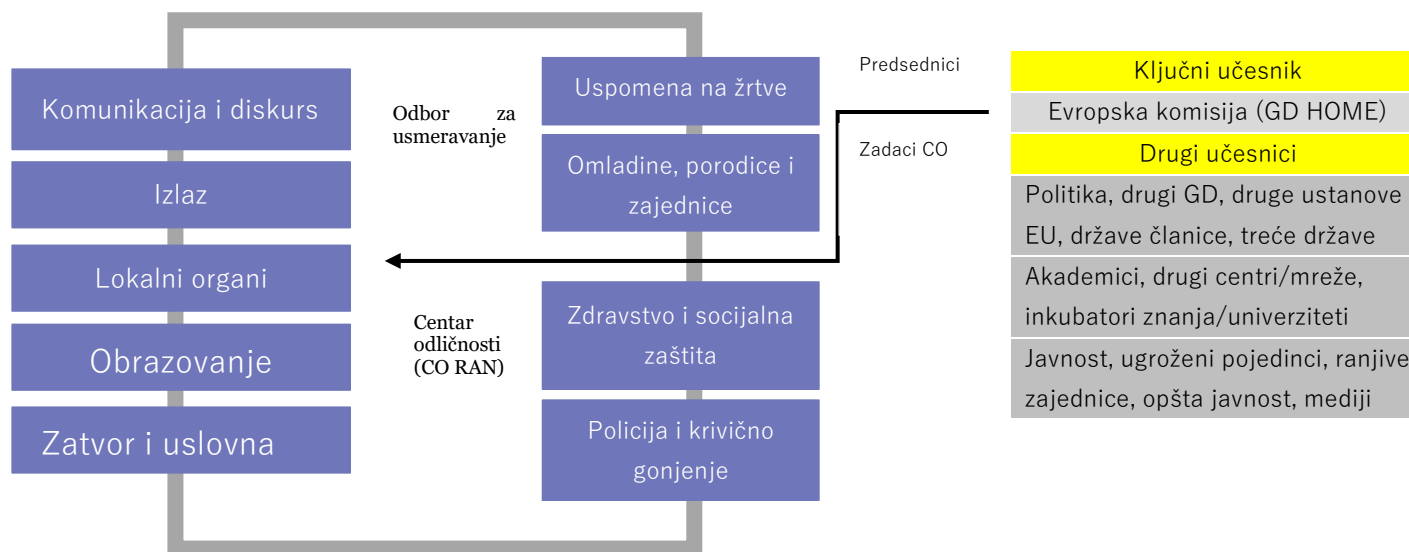 Komunikacija i diskurs
Izlaz
Lokalni organi
Obrazovanje
Zatvor i uslovna
Odbor za
usmeravanje
Centar
odličnosti
(CO RAN)
Uspomena na žrtve
Omladine, porodice i
zajednice
Zdravstvo i socijalna
zaštita
Policija i krivično
gonjenje
Predsednici
Zadaci CO
Ključni učesnik
Evropska komisija (GD HOME)
Drugi učesnici
Politika, drugi GD, druge ustanove
EU, države članice, treće države
Akademici, drugi centri/mreže,
inkubatori znanja/univerziteti
Javnost, ugroženi pojedinci, ranjive
zajednice, opšta javnost, mediji